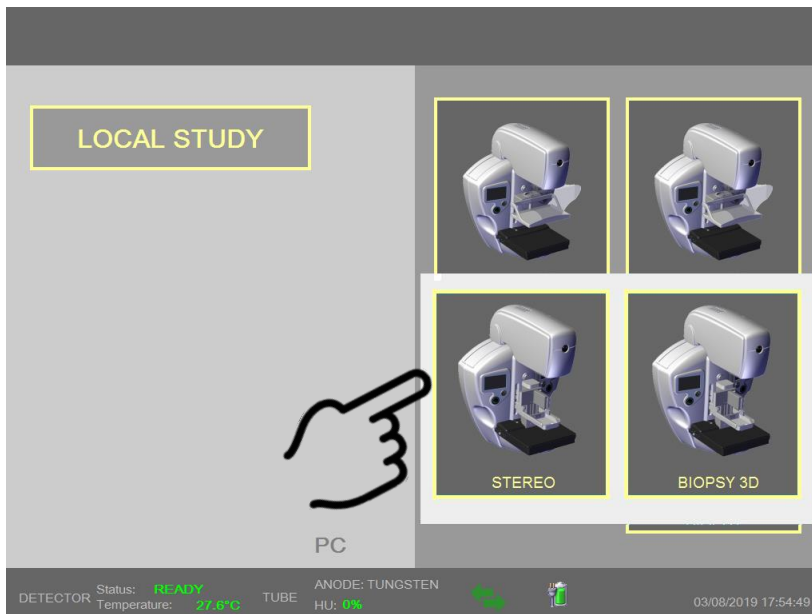 LOCAL STUDY
STEREO
BIOPSY 3D
PC
DETECTOR
Status: READY
Temperature: 27.6°C
TUBE
ANODE: TUNGSTEN
HU: 0%
03/08/2019 17:54:49